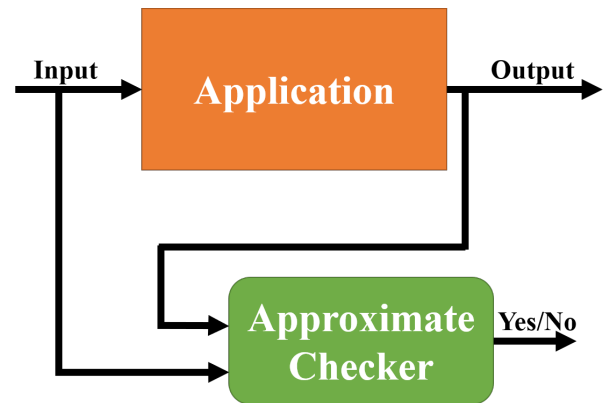 Input
Application
Output
Approximate
Checker
Yes/No